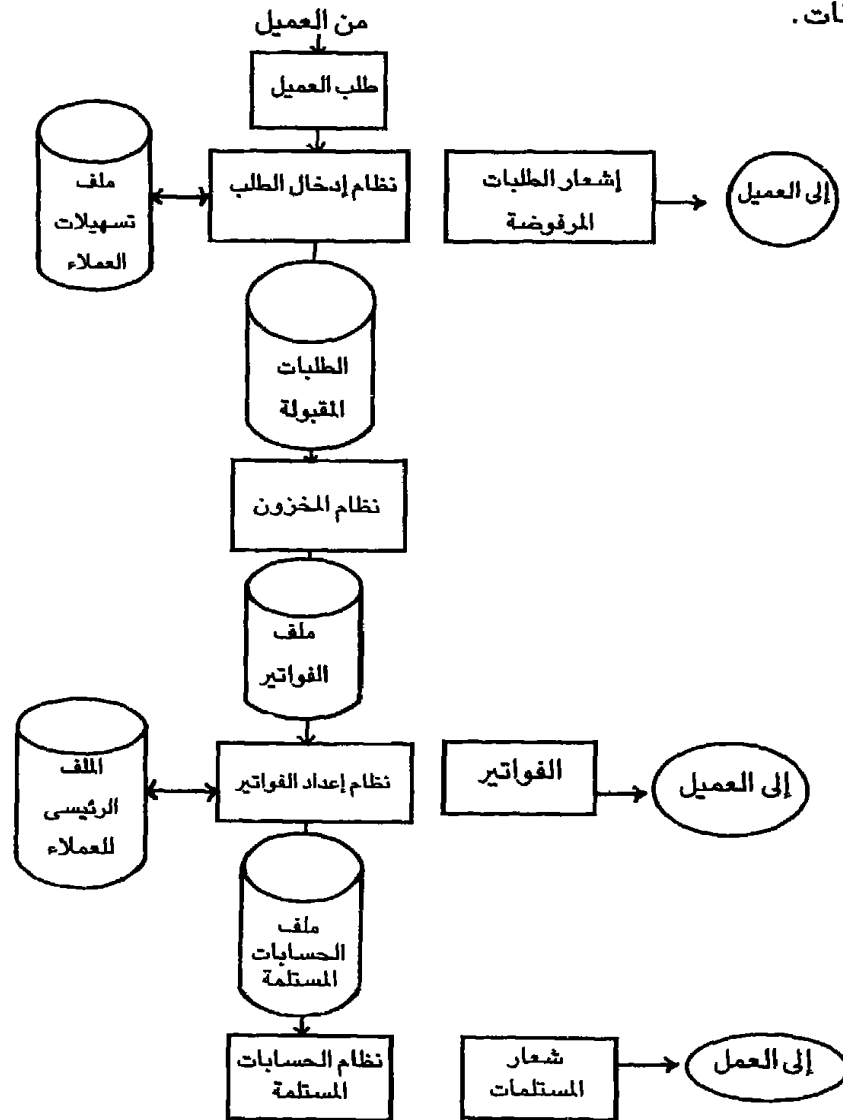 من العميل
طلب العميل
نظام إدخال الطلب
ملف
تسهيلات
العملاء
إشعار الطلبات
المرفوضة
إلى العميل
الطلبات
المقبولة
نظام المخزون
ملف
الفواتير
نظام إعداد الفواتير
الملف
الرئيسى
للعملاء
الفواتير
إلى العميل
ملف
الحسابات
المستلمة
نظام الحسابات
المستلمة
شعار
المستلمات
إلى العمل